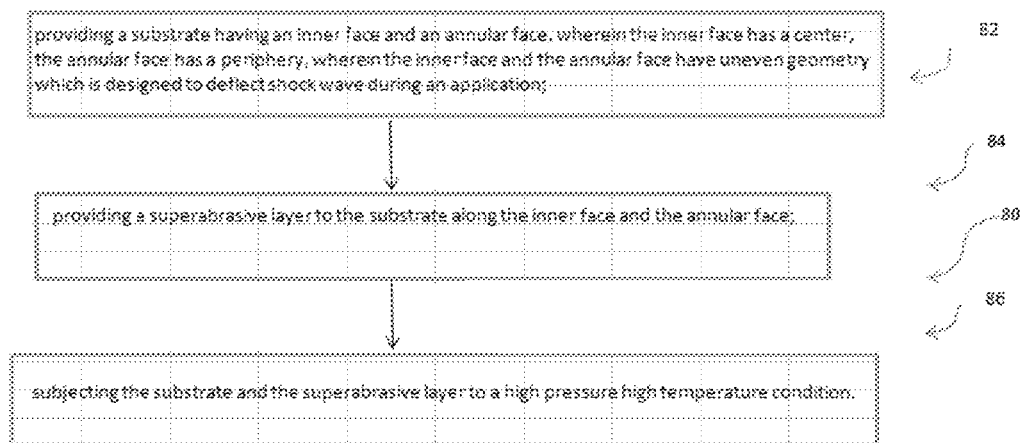 providing a substrate having an inner face and an annular face, wherein the inner face has a center,
the annular face has a periphery, wherein the inner face and the annular face have uneven geometry
which is designed to deflect shock wave during an application;
82
84
providing a superabrasive layer to the substrate along the inner face and the annular face;
80
86
subjecting the substrate and the superabrasive layer to a high pressure high temperature condition.